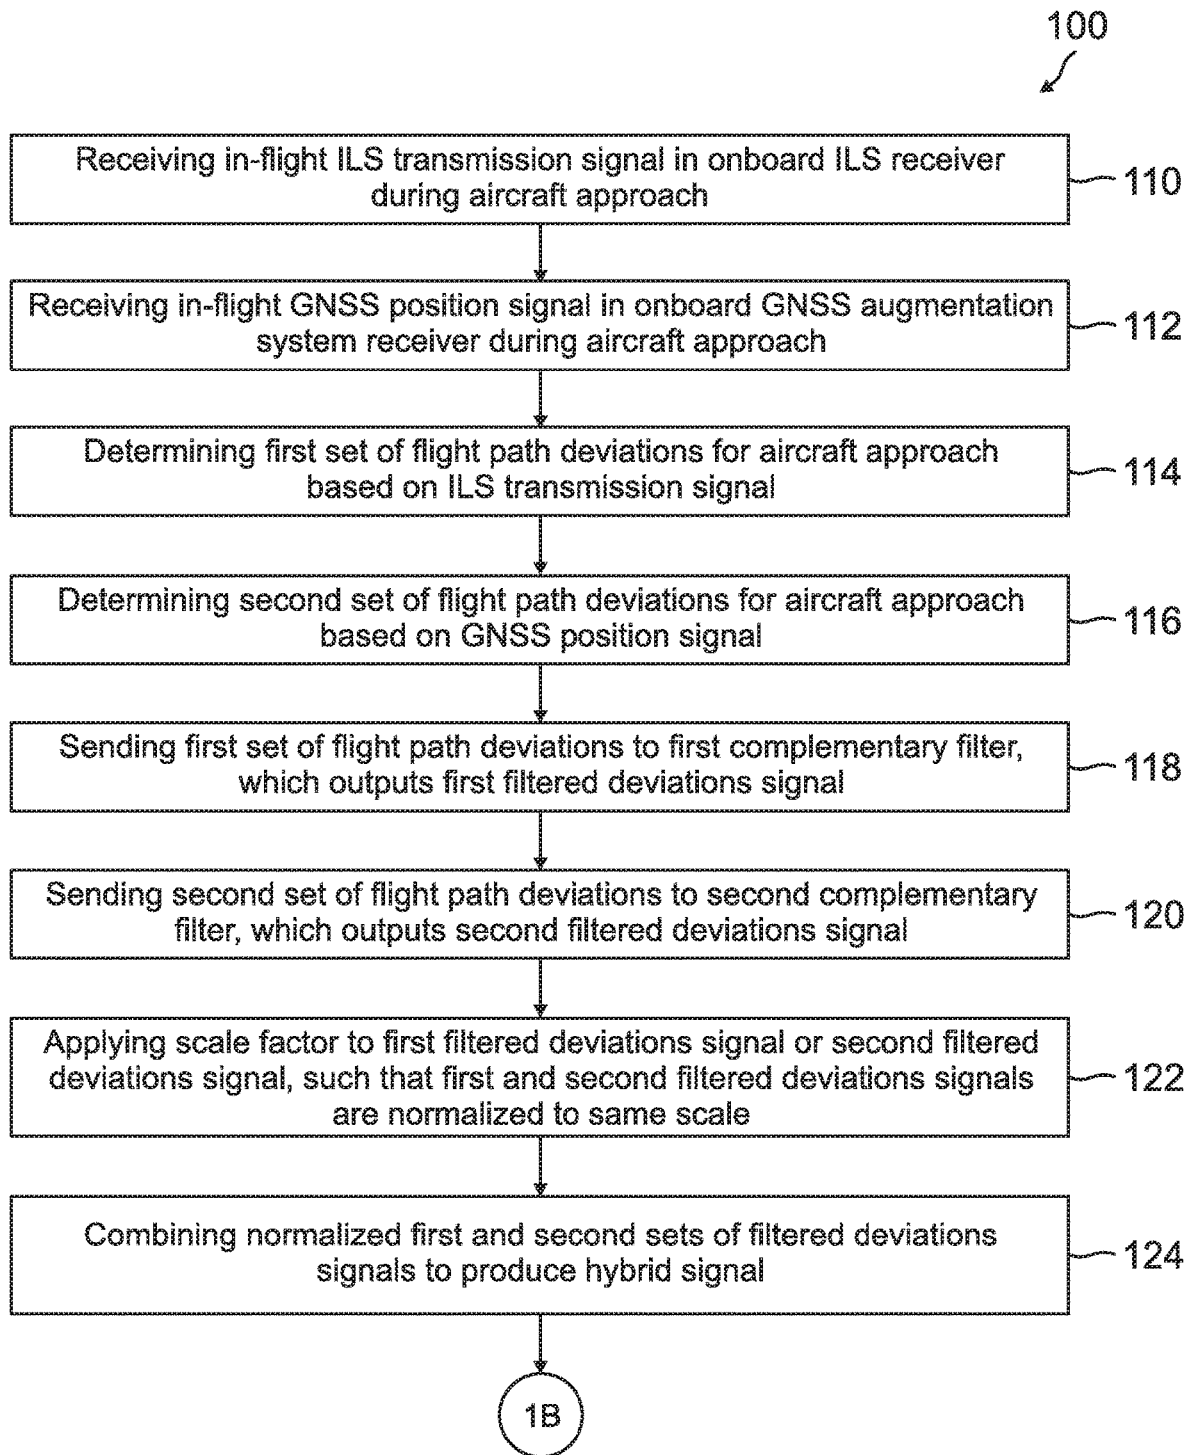 100
Receiving in-flight ILS transmission signal in onboard ILS receiver
during aircraft approach
110
Receiving in-flight GNSS position signal in onboard GNSS augmentation
system receiver during aircraft approach
112
Determining first set of flight path deviations for aircraft approach
based on ILS transmission signal
114
Determining second set of flight path deviations for aircraft approach
based on GNSS position signal
116
Sending first set of flight path deviations to first complementary filter,
which outputs first filtered deviations signal
118
Sending second set of flight path deviations to second complementary
filter, which outputs second filtered deviations signal
120
Applying scale factor to first filtered deviations signal or second filtered
deviations signal, such that first and second filtered deviations signals
are normalized to same scale
122
Combining normalized first and second sets of filtered deviations
signals to produce hybrid signal
124
1B